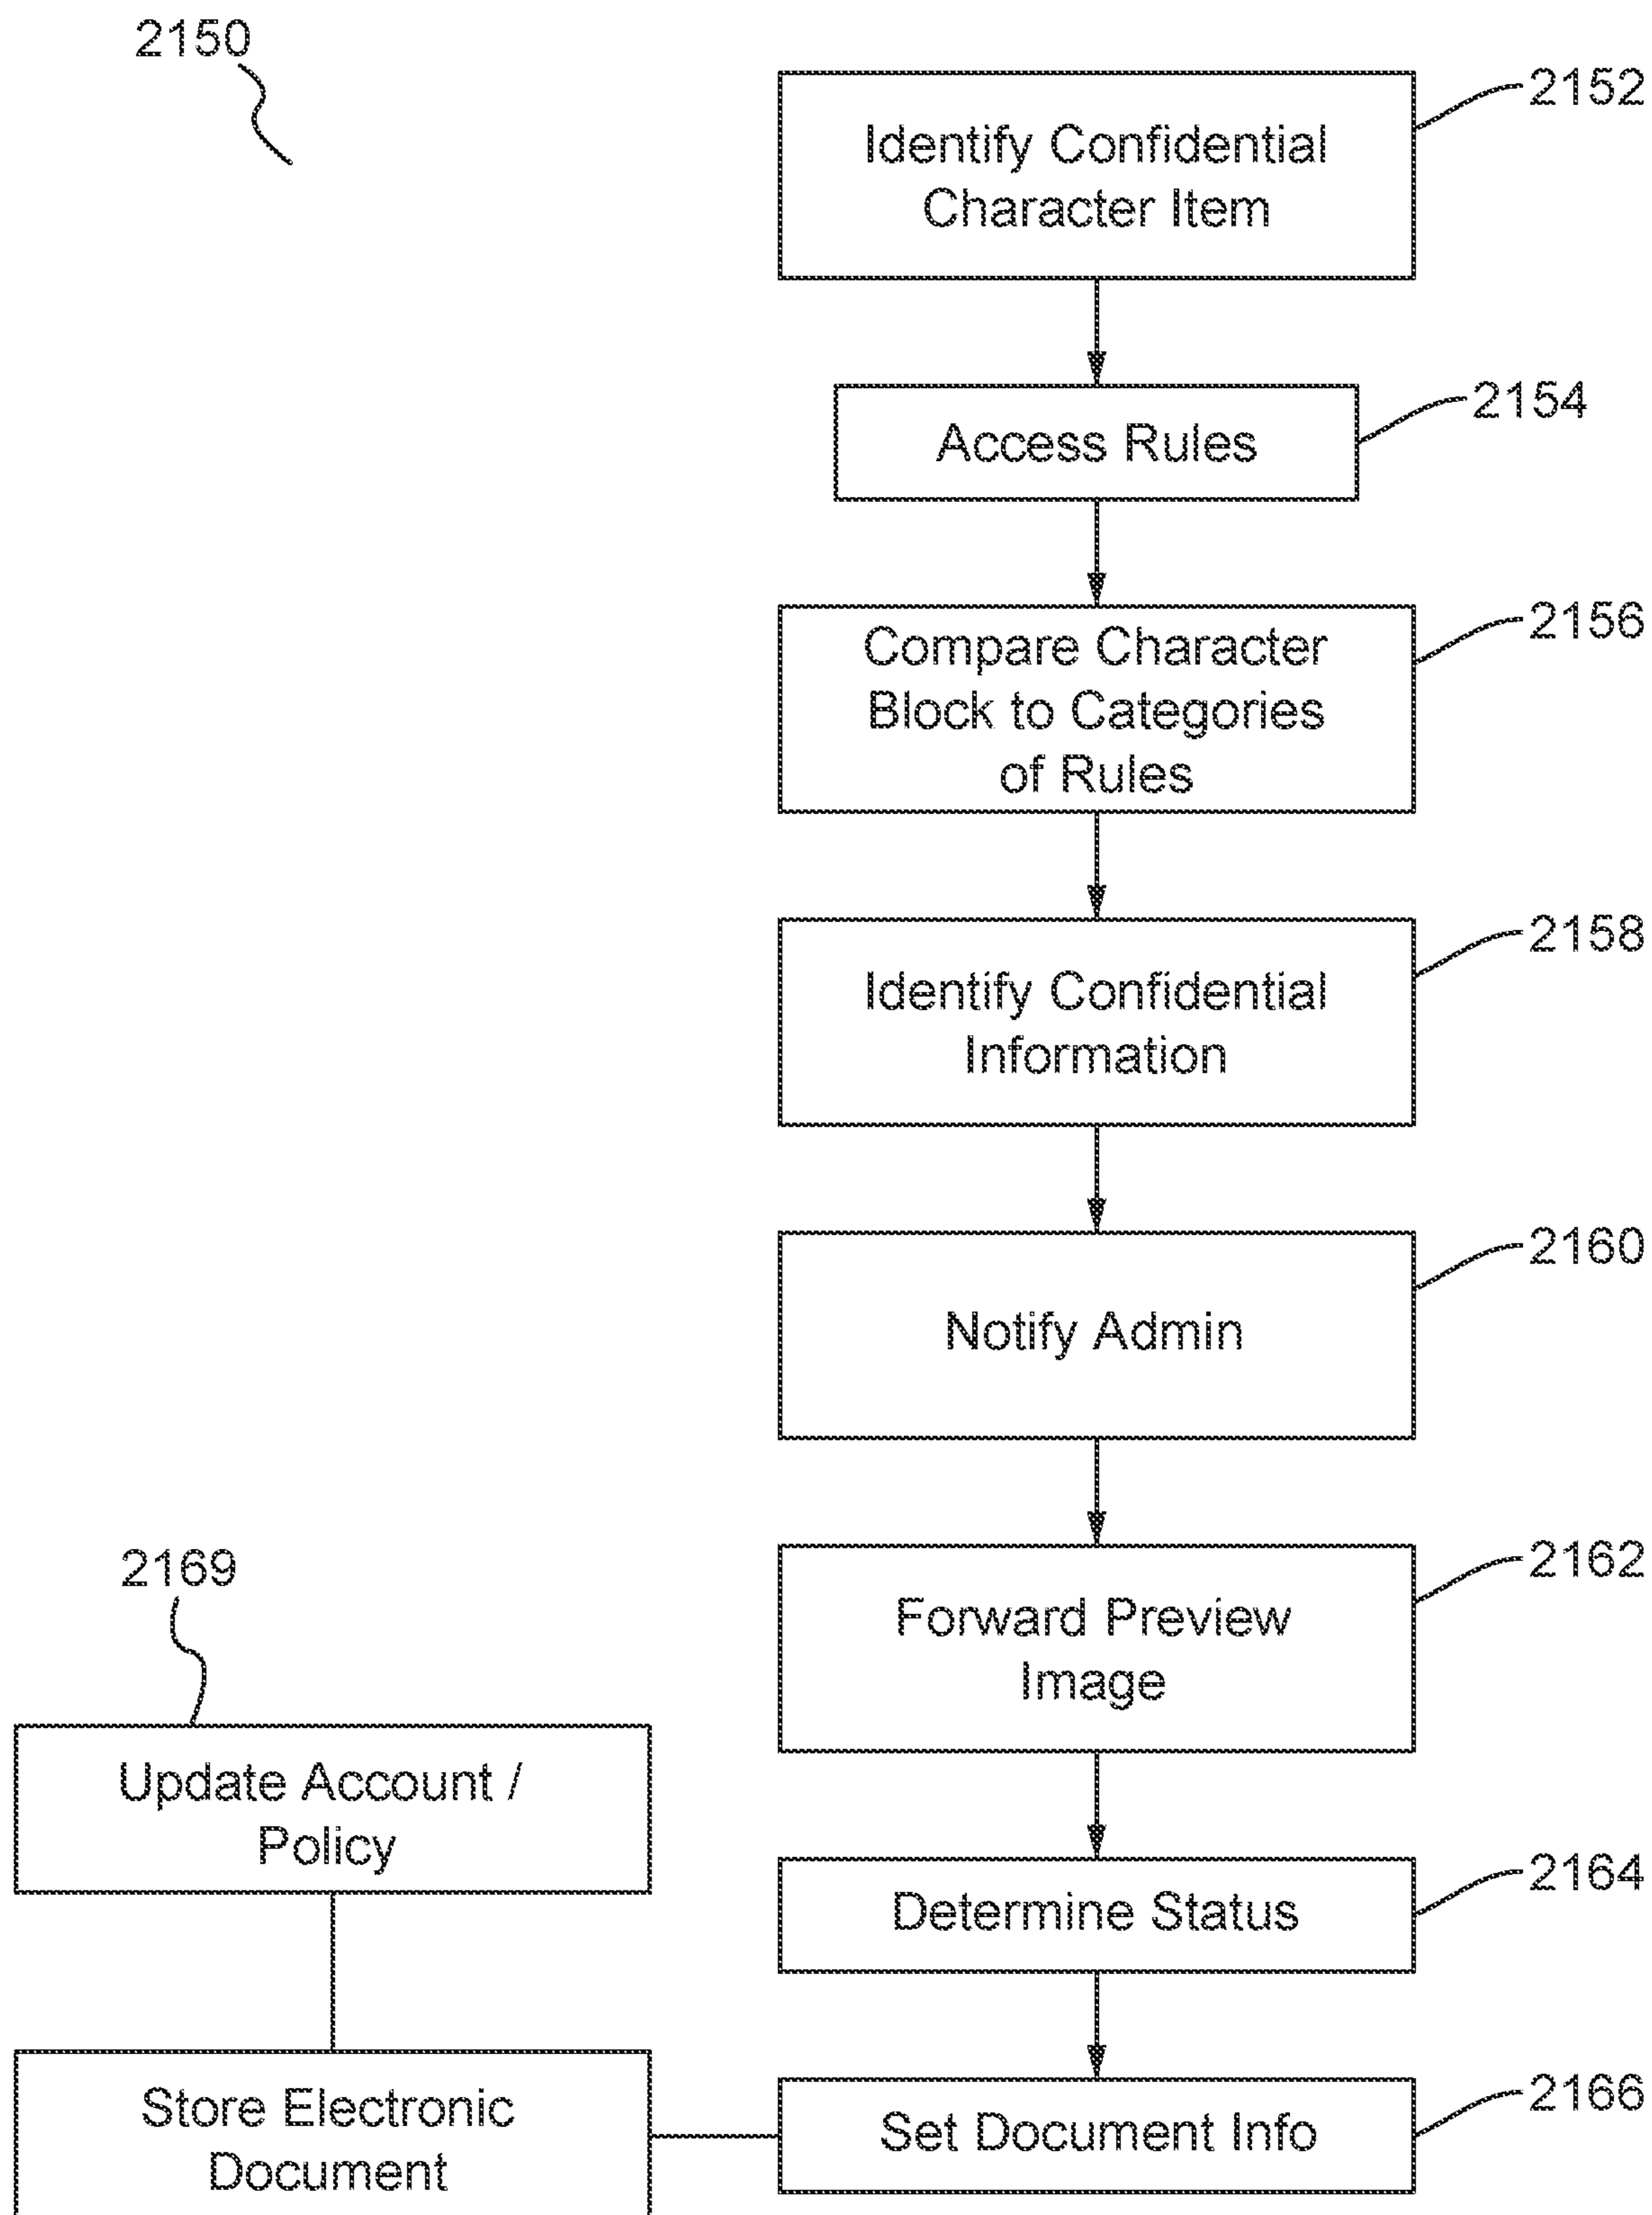 2150
2152
Identify Confidential
Character Item
2154
Access Rules
2156
Compare Character
Block to Categories
of Rules
2158
Identify Confidential
Information
2160
Notify Admin
2162
Forward Preview
Image
2164
Determine Status
2166
Set Document Info
Store Electronic
Document
2169
Update Account /
Policy